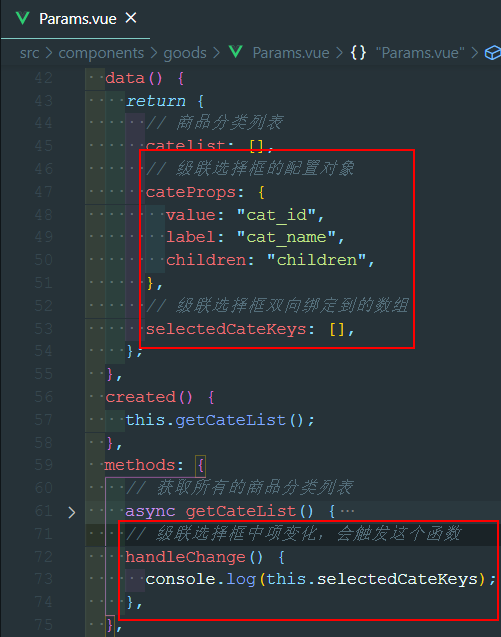 Params.vue ×
src > components > goods > Params.vue > {} "Params.vue" >
42 data() {
43 return {
44 // 商品分类列表
45 catelist: [],
46 // 级联选择框的配置对象
47 cateProps: {
48 value: "cat_id",
49 label: "cat_name",
50 children: "children",
51 },
52 // 级联选择框双向绑定到的数组
53 selectedCateKeys: [],
54 };
55 },
56 created() {
57 this.getCateList();
58 },
59 methods: {
60 // 获取所有的商品分类列表
61 > async getCateList() { …
71 // 级联选择框中项变化，会触发这个函数
72 handleChange() {
73 console.log(this.selectedCateKeys);
74 },
75 },